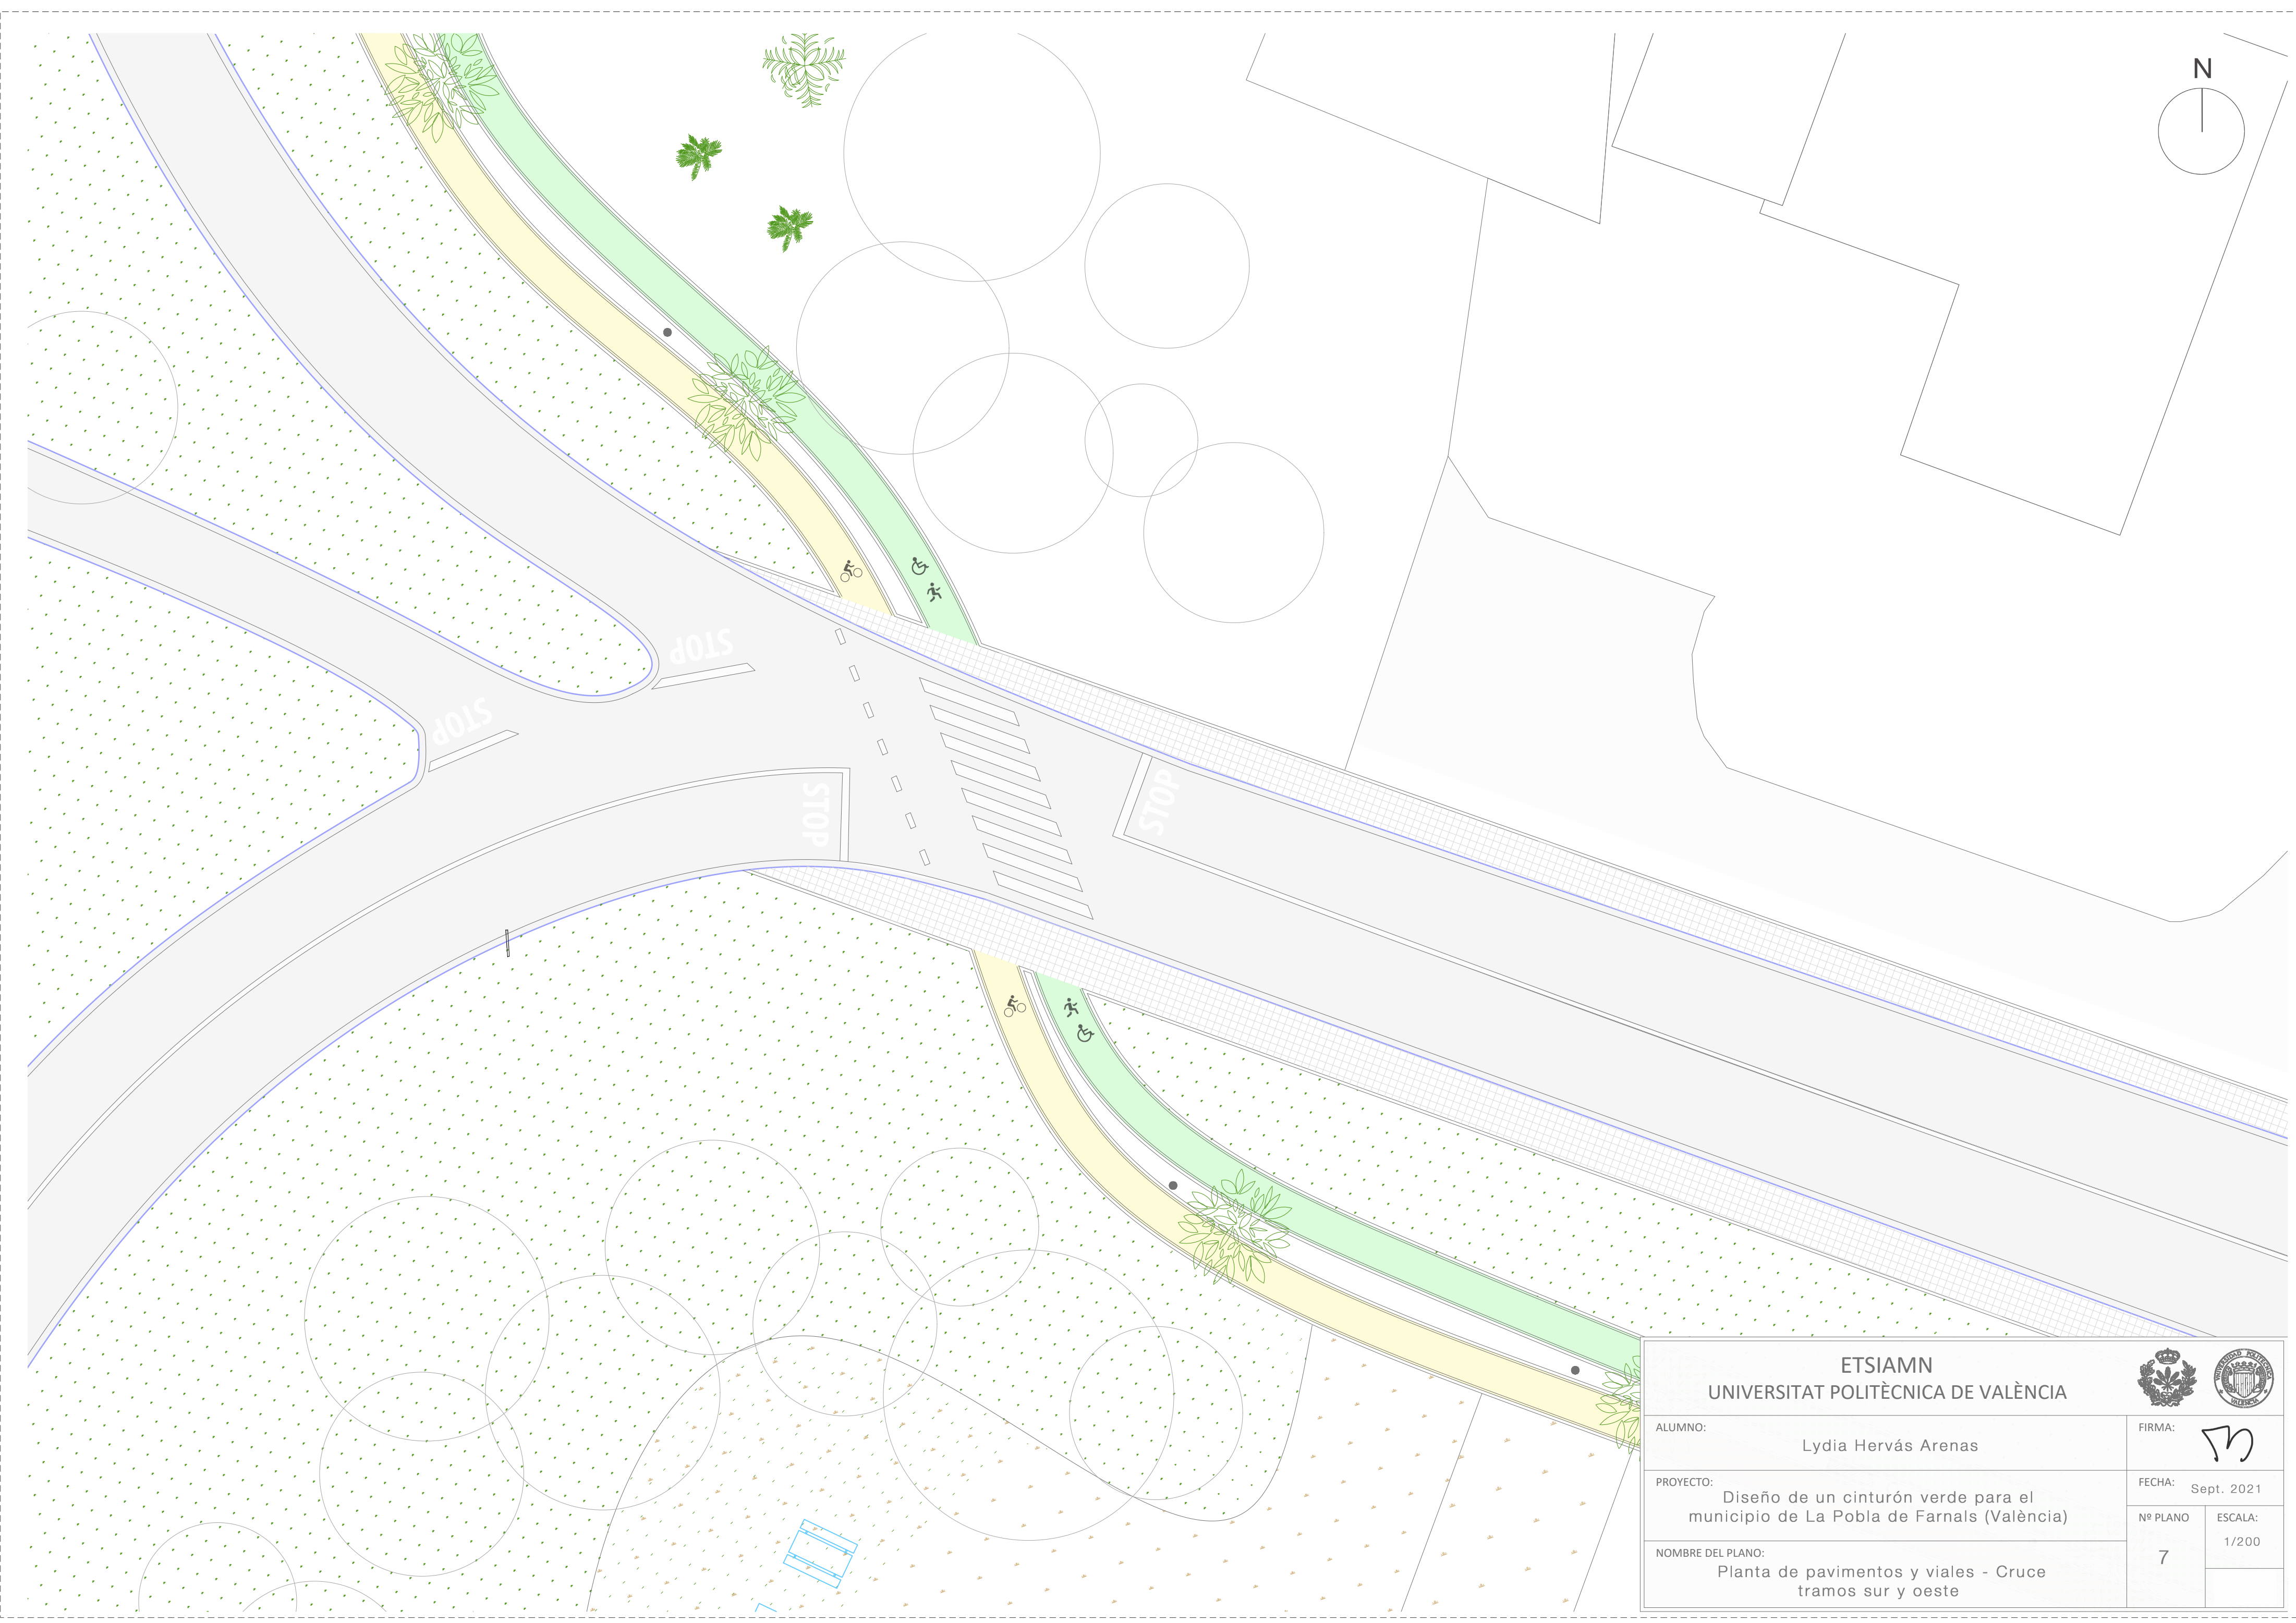 N
STOP
STOP
STOP
STOP
ETSIAMN
UNIVERSITAT POLITÈCNICA DE VALÈNCIA
ALUMNO:
Lydia Hervás Arenas
FIRMA:
PROYECTO:
Diseño de un cinturón verde para el
municipio de La Pobla de Farnals (València)
FECHA: Sept. 2021
Nº PLANO
7
ESCALA:
1/200
NOMBRE DEL PLANO:
Planta de pavimentos y viales - Cruce
tramos sur y oeste